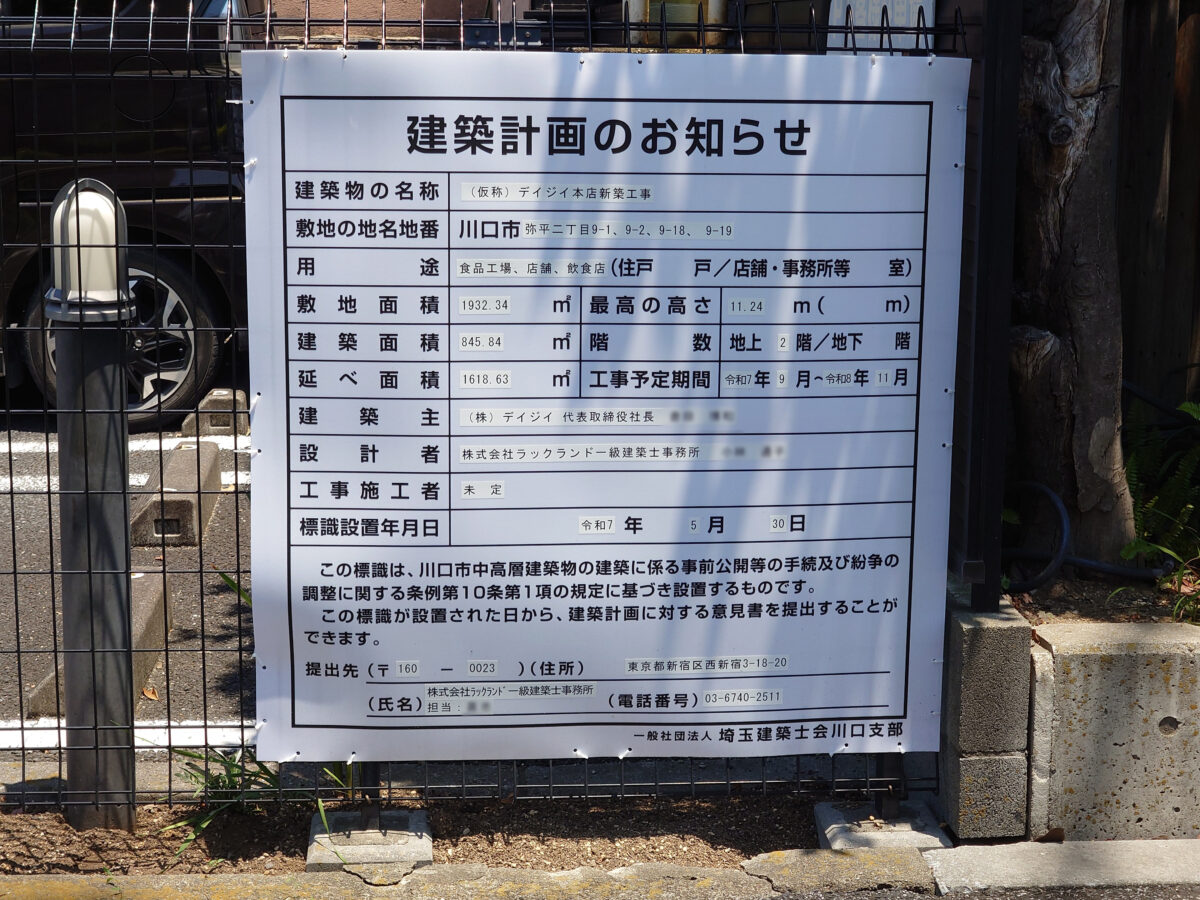 建築計画のお知らせ
建築物の名称 （仮称）デイジイ本店新築工事
敷地の地名地番 川口市 弥平二丁目9-1、9-2、9-18、9-19
用途 食品工場、店舗、飲食店 (住戸 戸／店舗・事務所等 室)
敷地面積 1932.34 ㎡ 最高の高さ 11.24 m( m)
建築面積 845.84 ㎡ 階数 地上 2 階／地下 階
延べ面積 1618.63 ㎡ 工事予定期間 令和7年 9月～令和8年 11月
建築主 （株）デイジイ 代表取締役社長
設計者 株式会社ラックランド一級建築士事務所
工事施工者 未定
標識設置年月日 令和7 年 5 月 30日
この標識は、川口市中高層建築物の建築に係る事前公開等の手続及び紛争の
調整に関する条例第10条第1項の規定に基づき設置するものです。
この標識が設置された日から、建築計画に対する意見書を提出することが
できます。
提出先 (〒 160 － 0023 )(住所) 東京都新宿区西新宿3-18-20
(氏名) 株式会社ﾗｯｸﾗﾝﾄﾞ一級建築士事務所 (電話番号) 03-6740-2511
担当：
一般社団法人 埼玉建築士会川口支部